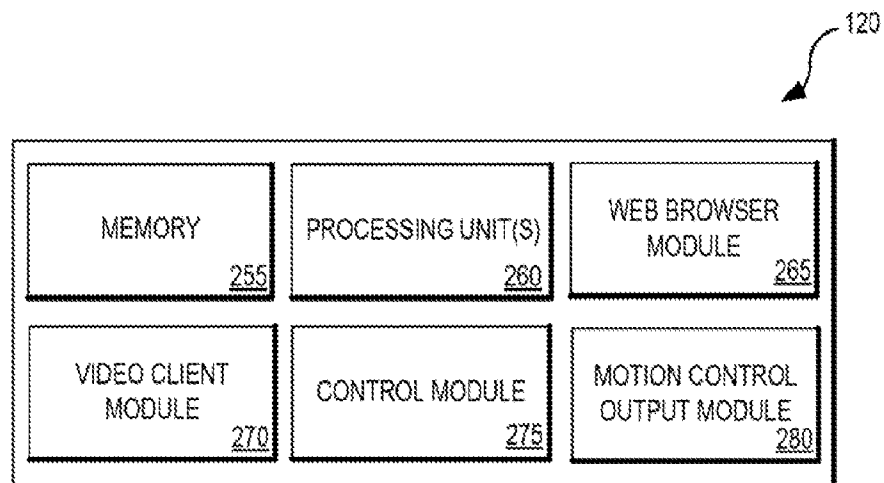 120
MEMORY
255
PROCESSING UNIT(S)
260
WEB BROWSER
MODULE
265
VIDEO CLIENT
MODULE
270
CONTROL MODULE
275
MOTION CONTROL
OUTPUT MODULE
280